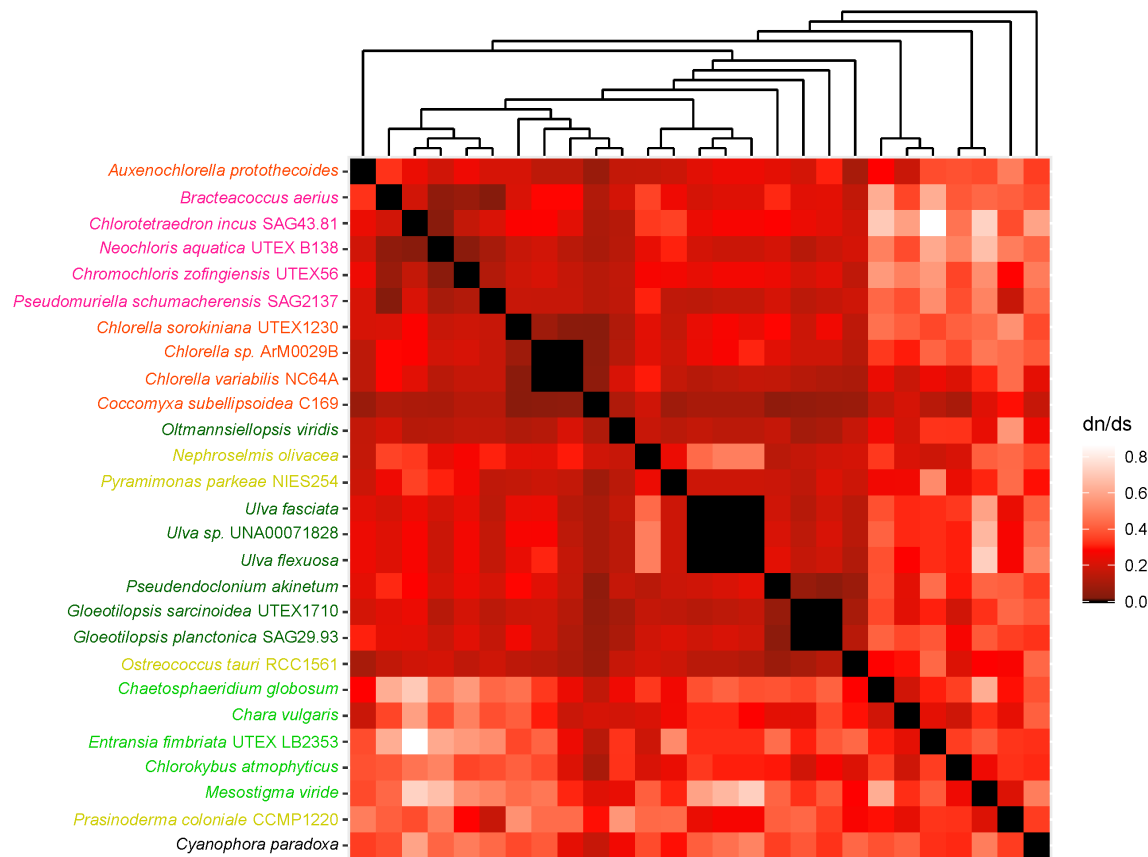 Auxenochlorella protothecoides
Bracteacoccus aerius
Chlorotetraedron incus SAG43.81
Neochloris aquatica UTEX B138
Chromochloris zofingiensis UTEX56
Pseudomuriella schumacherensis SAG2137
Chlorella sorokiniana UTEX1230
Chlorella sp. ArM0029B
Chlorella variabilis NC64A
Coccomyxa subellipsoidea C169
Oltmannsiellopsis viridis
Nephroselmis olivacea
Pyramimonas parkeae NIES254
Ulva fasciata
Ulva sp. UNA00071828
Ulva flexuosa
Pseudendoclonium akinetum
Gloeotilopsis sarcinoidea UTEX1710
Gloeotilopsis planctonica SAG29.93
Ostreococcus tauri RCC1561
Chaetosphaeridium globosum
Chara vulgaris
Entransia fimbriata UTEX LB2353
Chlorokybus atmophyticus
Mesostigma viride
Prasinoderma coloniale CCMP1220
Cyanophora paradoxa
dn/ds
0.8
0.6
0.4
0.2
0.0